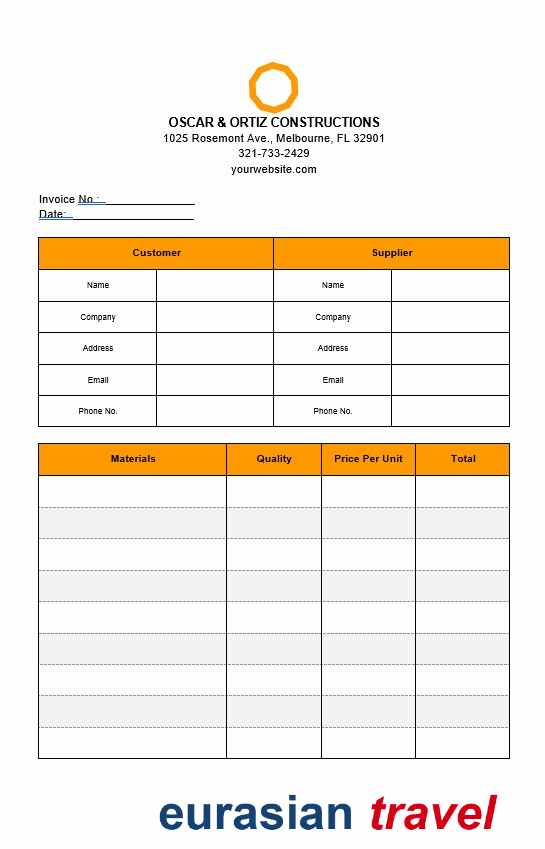 OSCAR & ORTIZ CONSTRUCTIONS
1025 Rosemont Ave., Melbourne, FL 32901
321-733-2429
yourwebsite.com
Invoice No.: _______________
Date: ____________________
Customer Supplier
Name Name
Company Company
Address Address
Email Email
Phone No. Phone No.
Materials Quality Price Per Unit Total
eurasian travel